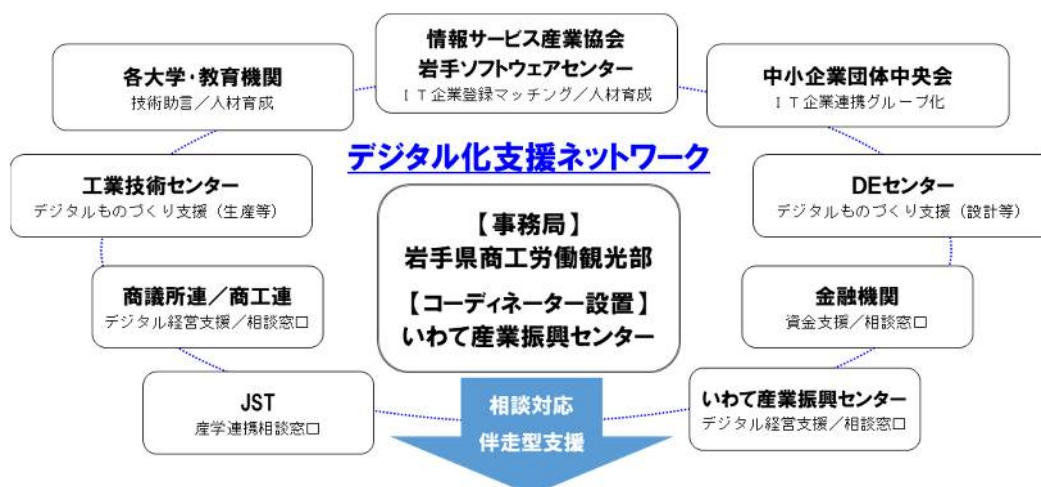 情報サービス産業協会
岩手ソフトウェアセンター
ＩＴ企業登録マッチング／人材育成
各大学・教育機関
技術助言／人材育成
中小企業団体中央会
ＩＴ企業連携グループ化
デジタル化支援ネットワーク
工業技術センター
デジタルものづくり支援（生産等）
DEセンター
デジタルものづくり支援（設計等）
【事務局】
岩手県商工労働観光部
【コーディネーター設置】
いわて産業振興センター
商議所連／商工連
デジタル経営支援／相談窓口
金融機関
資金支援／相談窓口
JST
産学連携相談窓口
いわて産業振興センター
デジタル経営支援／相談窓口
相談対応
伴走型支援